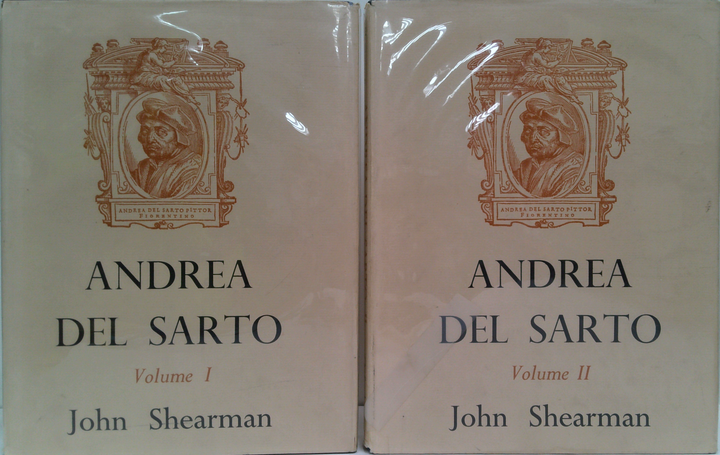 ANDREA DEL SARTO PITTOR
FIORENTINO
ANDREA
DEL SARTO
Volume I
John Shearman
ANDREA DEL SARTO PITTOR
FIORENTINO
ANDREA
DEL SARTO
Volume II
John Shearman